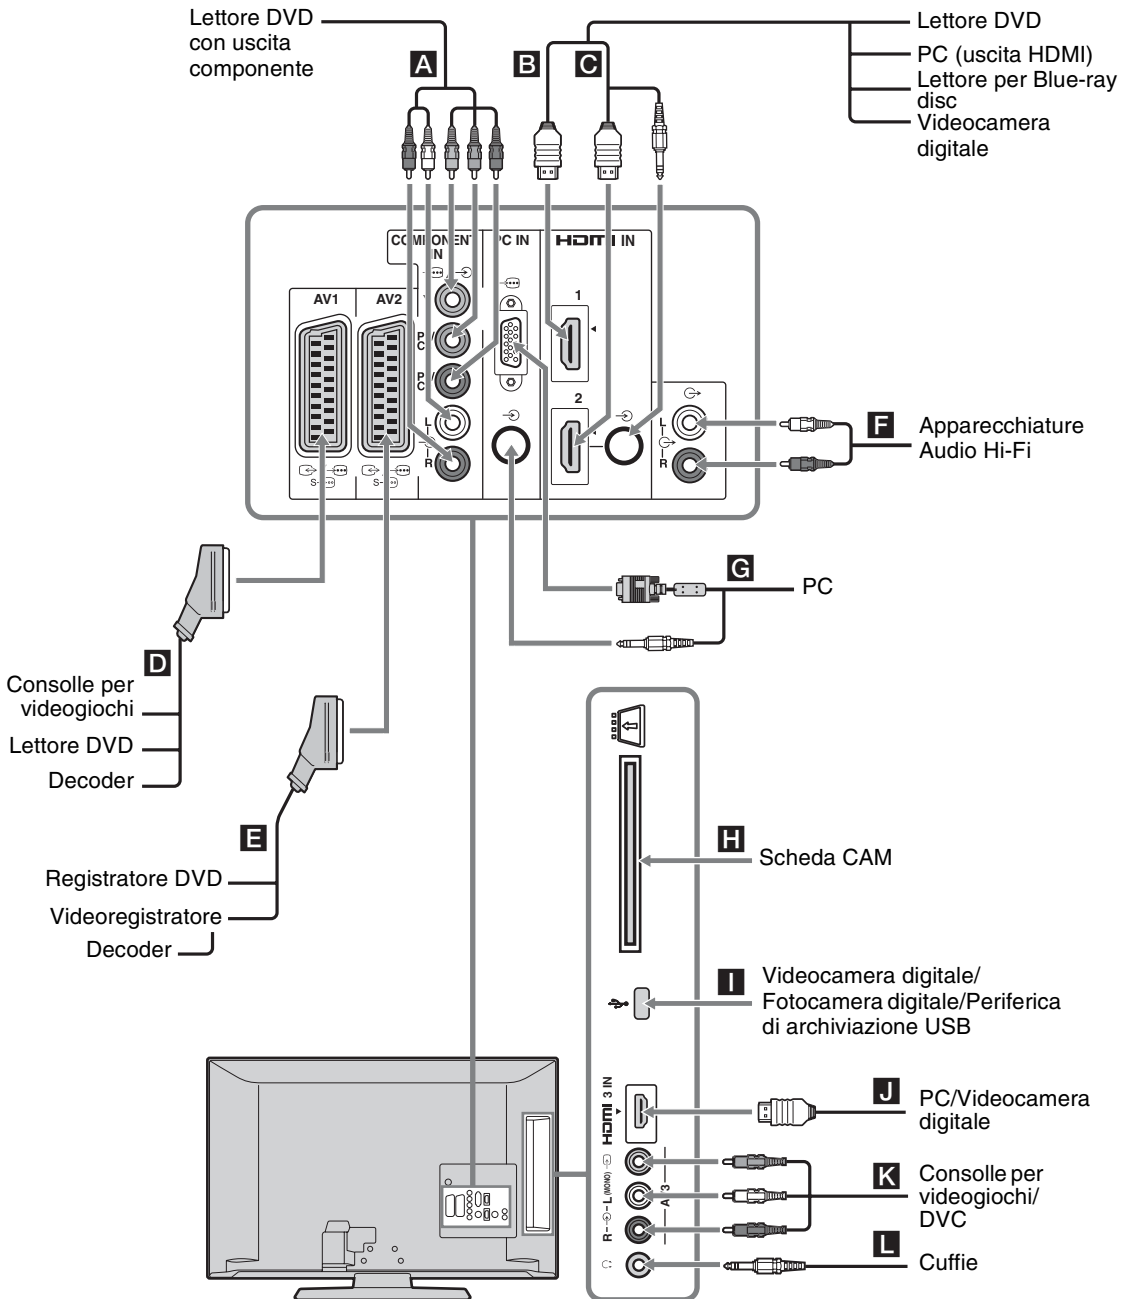 Lettore DVD
con uscita
componente
A
B
C
Lettore DVD
PC (uscita HDMI)
Lettore per Blue-ray
disc
Videocamera
digitale
COMPONENT
IN
PC IN
HDMI IN
AV1
AV2
1
2
L
R
L
R
S
S
F
Apparecchiature
Audio Hi-Fi
G
PC
D
Consolle per
videogiochi
Lettore DVD
Decoder
E
Registratore DVD
Videoregistratore
Decoder
H
Scheda CAM
I
Videocamera digitale/
Fotocamera digitale/Periferica
di archiviazione USB
HDMI 3 IN
J
PC/Videocamera
digitale
R
L (MONO)
K
Consolle per
videogiochi/
DVC
L
Cuffie